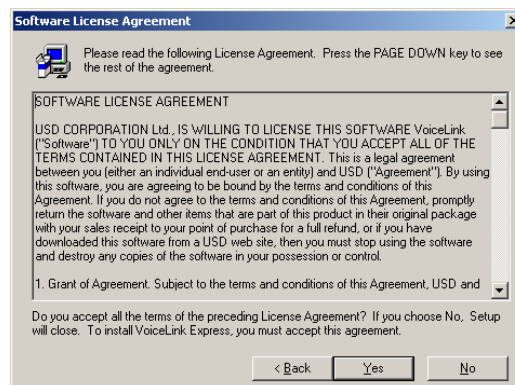 Software License Agreement
Please read the following License Agreement. Press the PAGE DOWN key to see
the rest of the agreement.
SOFTWARE LICENSE AGREEMENT
USD CORPORATION Ltd., IS WILLING TO LICENSE THIS SOFTWARE VoiceLink
("Software") TO YOU ONLY ON THE CONDITION THAT YOU ACCEPT ALL OF THE
TERMS CONTAINED IN THIS LICENSE AGREEMENT. This is a legal agreement
between you (either an individual end-user or an entity) and USD ("Agreement"). By using
this software, you are agreeing to be bound by the terms and conditions of this
Agreement. If you do not agree to the terms and conditions of this Agreement, promptly
return the software and other items that are part of this product in their original package
with your sales receipt to your point of purchase for a full refund, or if you have
downloaded this software from a USD web site, then you must stop using the software
and destroy any copies of the software in your possession or control.
1. Grant of Agreement. Subject to the terms and conditions of this Agreement, USD and
Do you accept all the terms of the preceding License Agreement? If you choose No, Setup
will close. To install VoiceLink Express, you must accept this agreement.
< Back Yes No